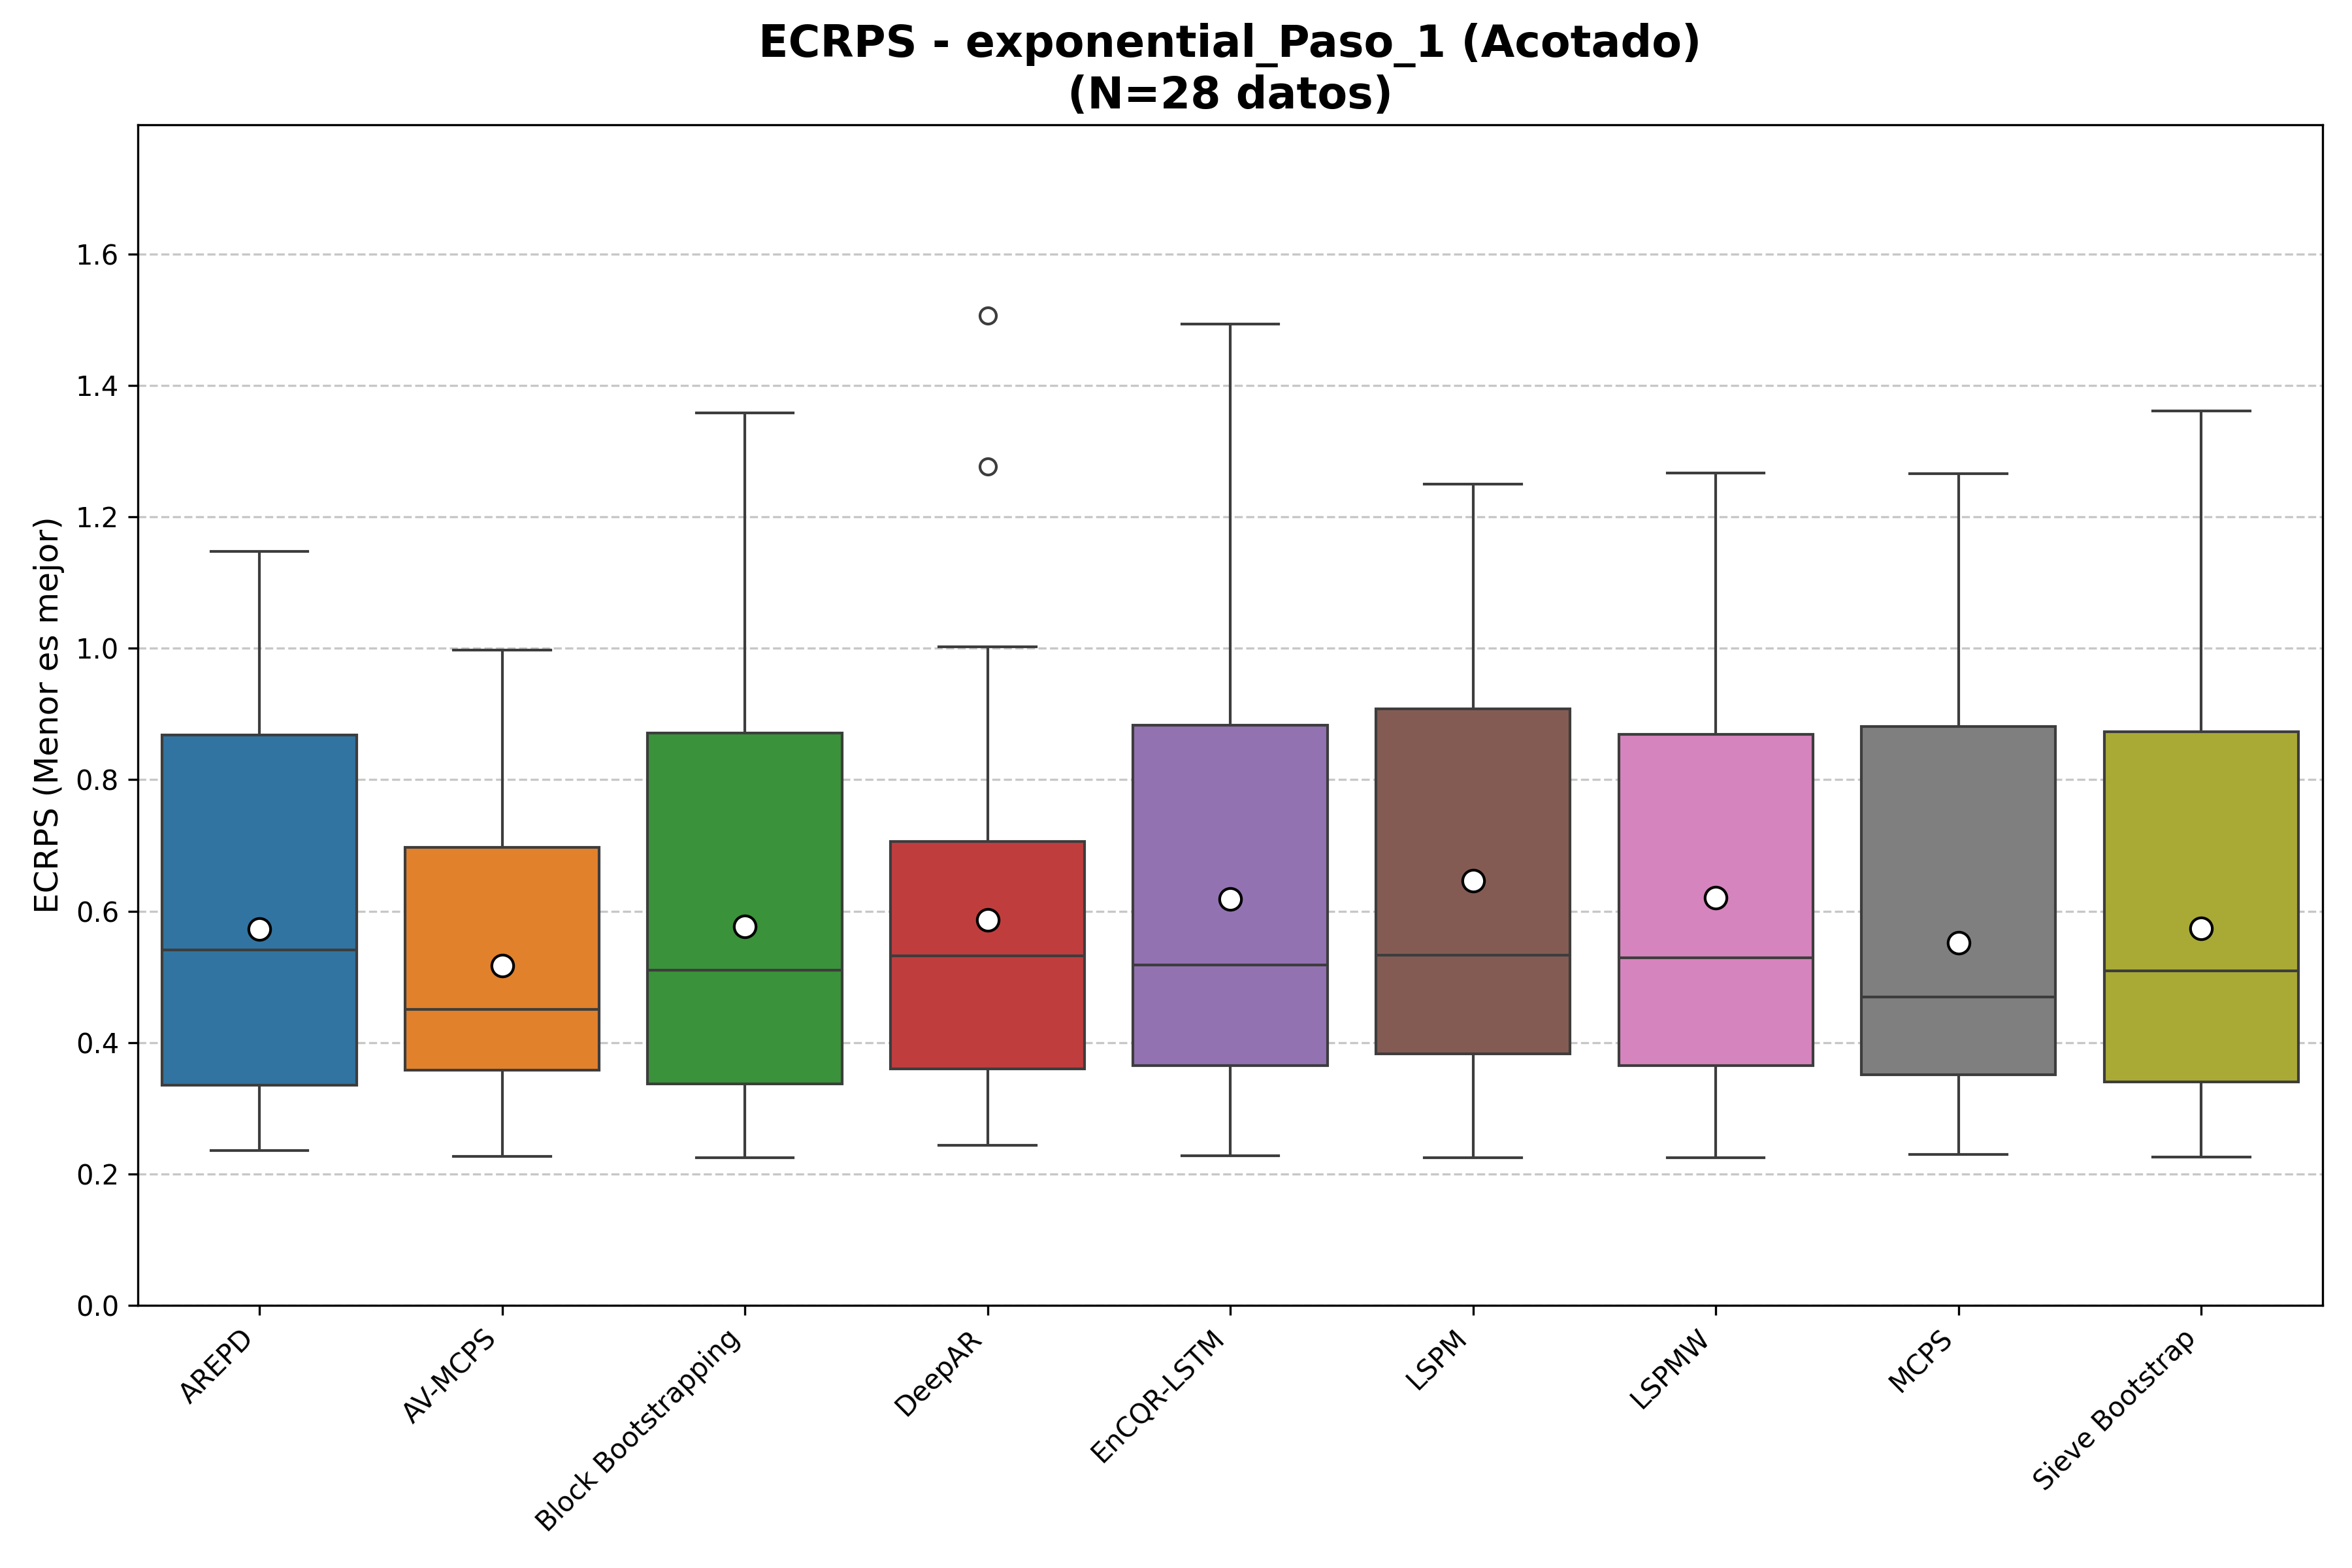 ECRPS - exponential_Paso_1 (Acotado)
(N=28 datos)
ECRPS (Menor es mejor)
1.6
1.4
1.2
1.0
0.8
0.6
0.4
0.2
0.0
AREPD
AV-MCPS
Block Bootstrapping
DeepAR
EnCQR-LSTM
LSPM
LSPMW
MCPS
Sieve Bootstrap